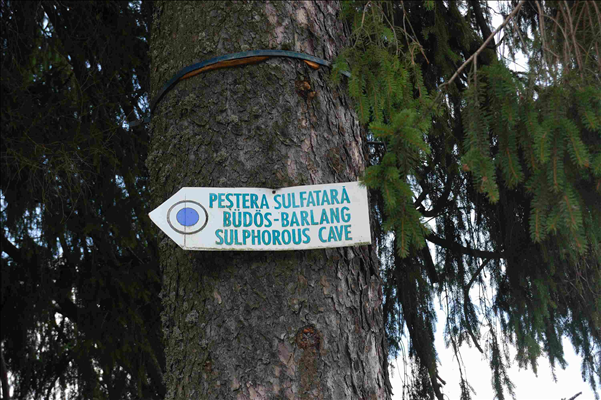 PEȘTERA SULFATARĂ
BÜDÖS-BARLANG
SULPHOROUS CAVE